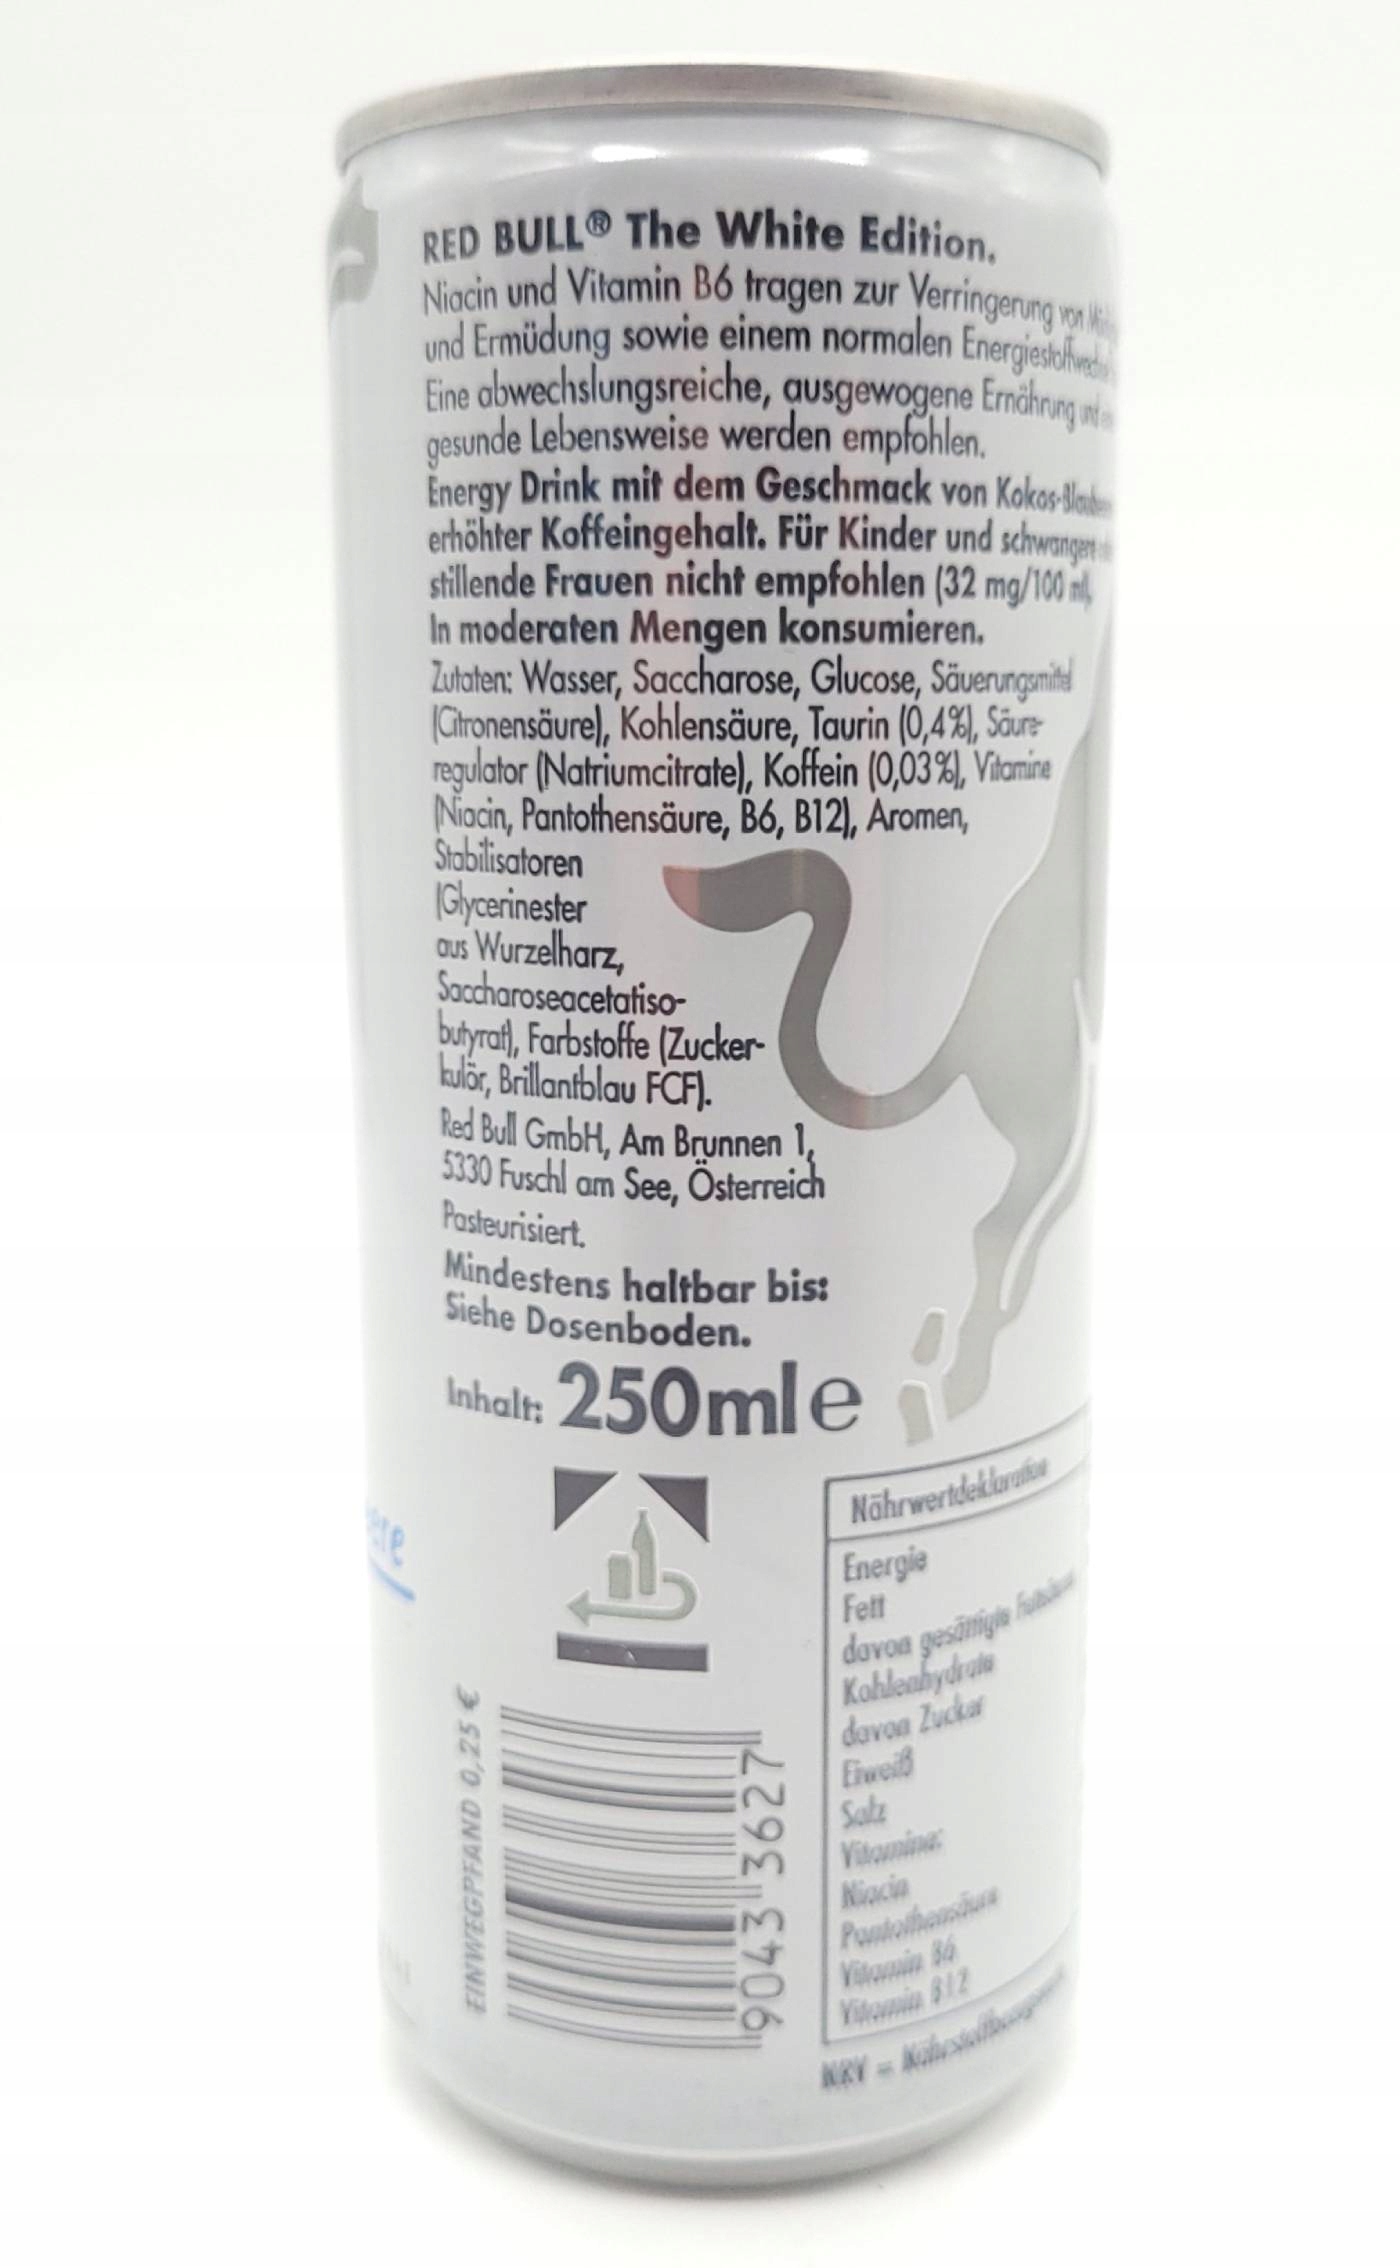 RED BULL® The White Edition.
Niacin und Vitamin B6 tragen zur Verringerung von
und Ermüdung sowie einem normalen
Eine abwechslungsreiche, ausgewogene Ernährung und
gesunde Lebensweise werden empfohlen.
Energy Drink mit dem Geschmack von
erhöhter Koffeingehalt. Für Kinder und schwangere
stillende Frauen nicht empfohlen (32 mg/100 ml).
In moderaten Mengen konsumieren.
Zutaten: Wasser, Saccharose, Glucose, Säuerungsmittel
(Citronensäure), Kohlensäure, Taurin (0,4%), Säure-
regulator (Natriumcitrate), Koffein (0,03%), Vitamine
(Niacin, Pantothensäure, B6, B12), Aromen,
Stabilisatoren
(Glycerinester
aus Wurzelharz,
Saccharoseacetatiso-
butyrat), Farbstoffe (Zucker-
kulör, Brillantblau FCF).
Red Bull GmbH, Am Brunnen 1,
5330 Fuschl am See, Österreich
Pasteurisiert.
Mindestens haltbar bis:
Siehe Dosenboden.
Inhalt: 250ml e
EINWEGPFAND 0,25 €
9043 3627
Nährwertdeklaration
Energie
Fett
davon gesättigte
Kohlenhydrate
davon Zucker
Eiweiß
Salz
Vitamine:
Niacin
Pantothensäure
Vitamin B6
Vitamin B12
NRV =